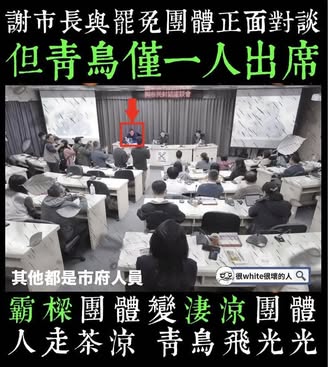 謝市長與罷免團體正面對談
但青鳥僅一人出席
其他都是市府人員
很white很壞的人
霸樑團體變淒涼團體
人走茶涼 青鳥飛光光